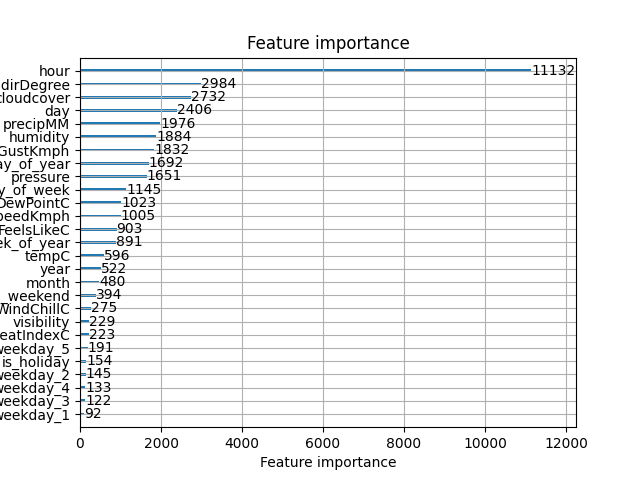 Feature importance
hour 11132
dirDegree 2984
cloudcover 2732
day 2406
precipMM 1976
humidity 1884
GustKmph 1832
ay_of_year 1692
pressure 1651
y_of_week 1145
DewPointC 1023
peedKmph 1005
FeelsLikeC 903
ek_of_year 891
tempC 596
year 522
month 480
_weekend 394
WindChillC 275
visibility 229
eatIndexC 223
weekday_5 191
is_holiday 154
weekday_2 145
weekday_4 133
weekday_3 122
weekday_1 92
0 2000 4000 6000 8000 10000 12000
Feature importance